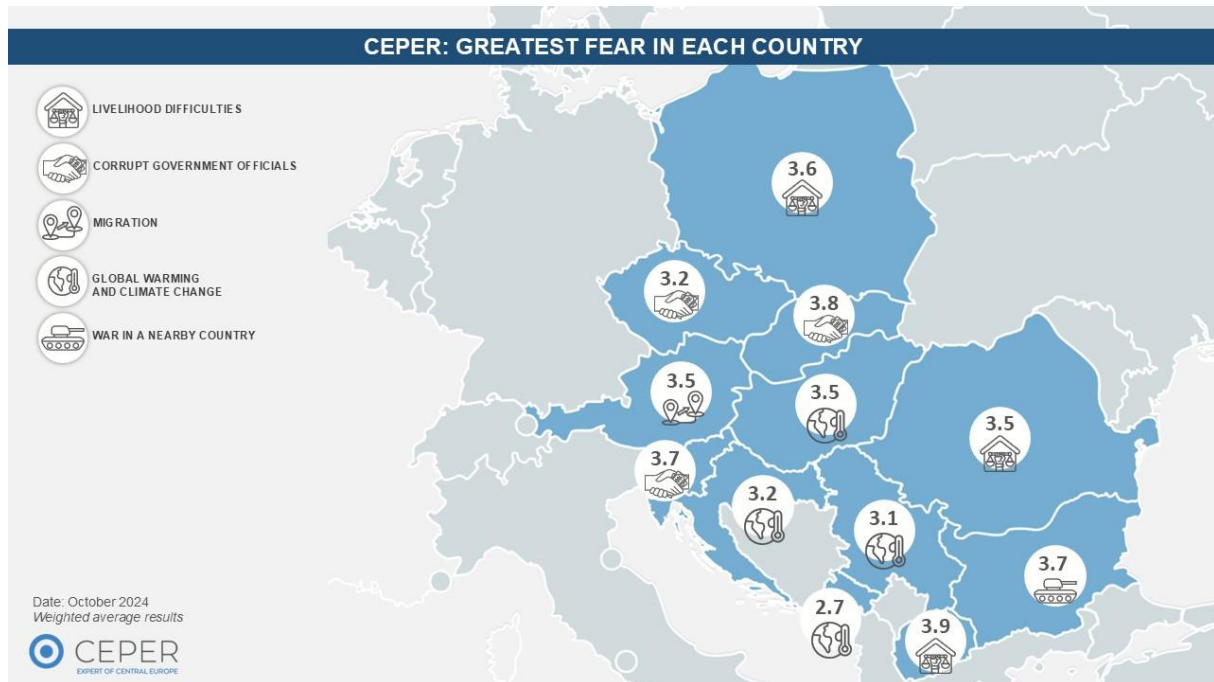 CEPER: GREATEST FEAR IN EACH COUNTRY
LIVELIHOOD DIFFICULTIES
CORRUPT GOVERNMENT OFFICIALS
MIGRATION
GLOBAL WARMING
AND CLIMATE CHANGE
WAR IN A NEARBY COUNTRY
3.6
3.2
3.8
3.5
3.5
3.5
3.7
3.2
3.1
3.7
2.7
3.9
Date: October 2024
Weighted average results
CEPER
EXPERT OF CENTRAL EUROPE